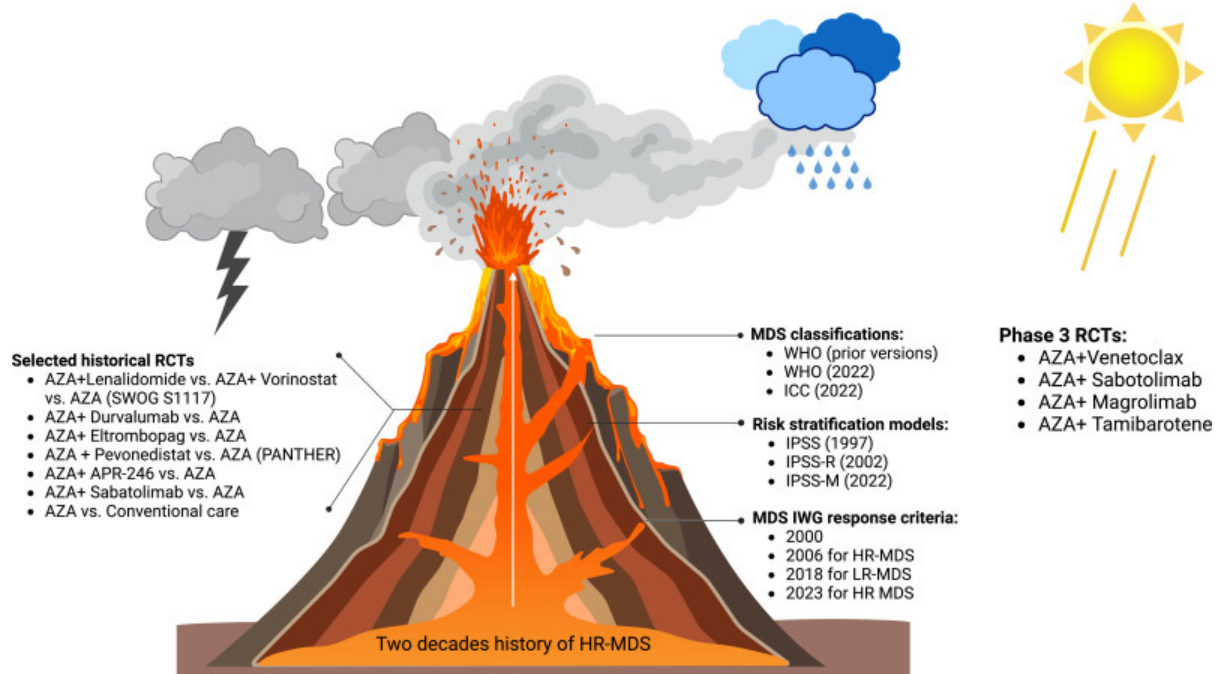 Selected historical RCTs
• AZA+Lenalidomide vs. AZA+ Vorinostat
vs. AZA (SWOG S1117)
• AZA+ Durvalumab vs. AZA
• AZA+ Eltrombopag vs. AZA
• AZA + Pevonedistat vs. AZA (PANTHER)
• AZA+ APR-246 vs. AZA
• AZA+ Sabatolimab vs. AZA
• AZA vs. Conventional care
MDS classifications:
• WHO (prior versions)
• WHO (2022)
• ICC (2022)
Risk stratification models:
• IPSS (1997)
• IPSS-R (2002)
• IPSS-M (2022)
MDS IWG response criteria:
• 2000
• 2006 for HR-MDS
• 2018 for LR-MDS
• 2023 for HR MDS
Phase 3 RCTs:
• AZA+Venetoclax
• AZA+ Sabotolimab
• AZA+ Magrolimab
• AZA+ Tamibarotene
Two decades history of HR-MDS